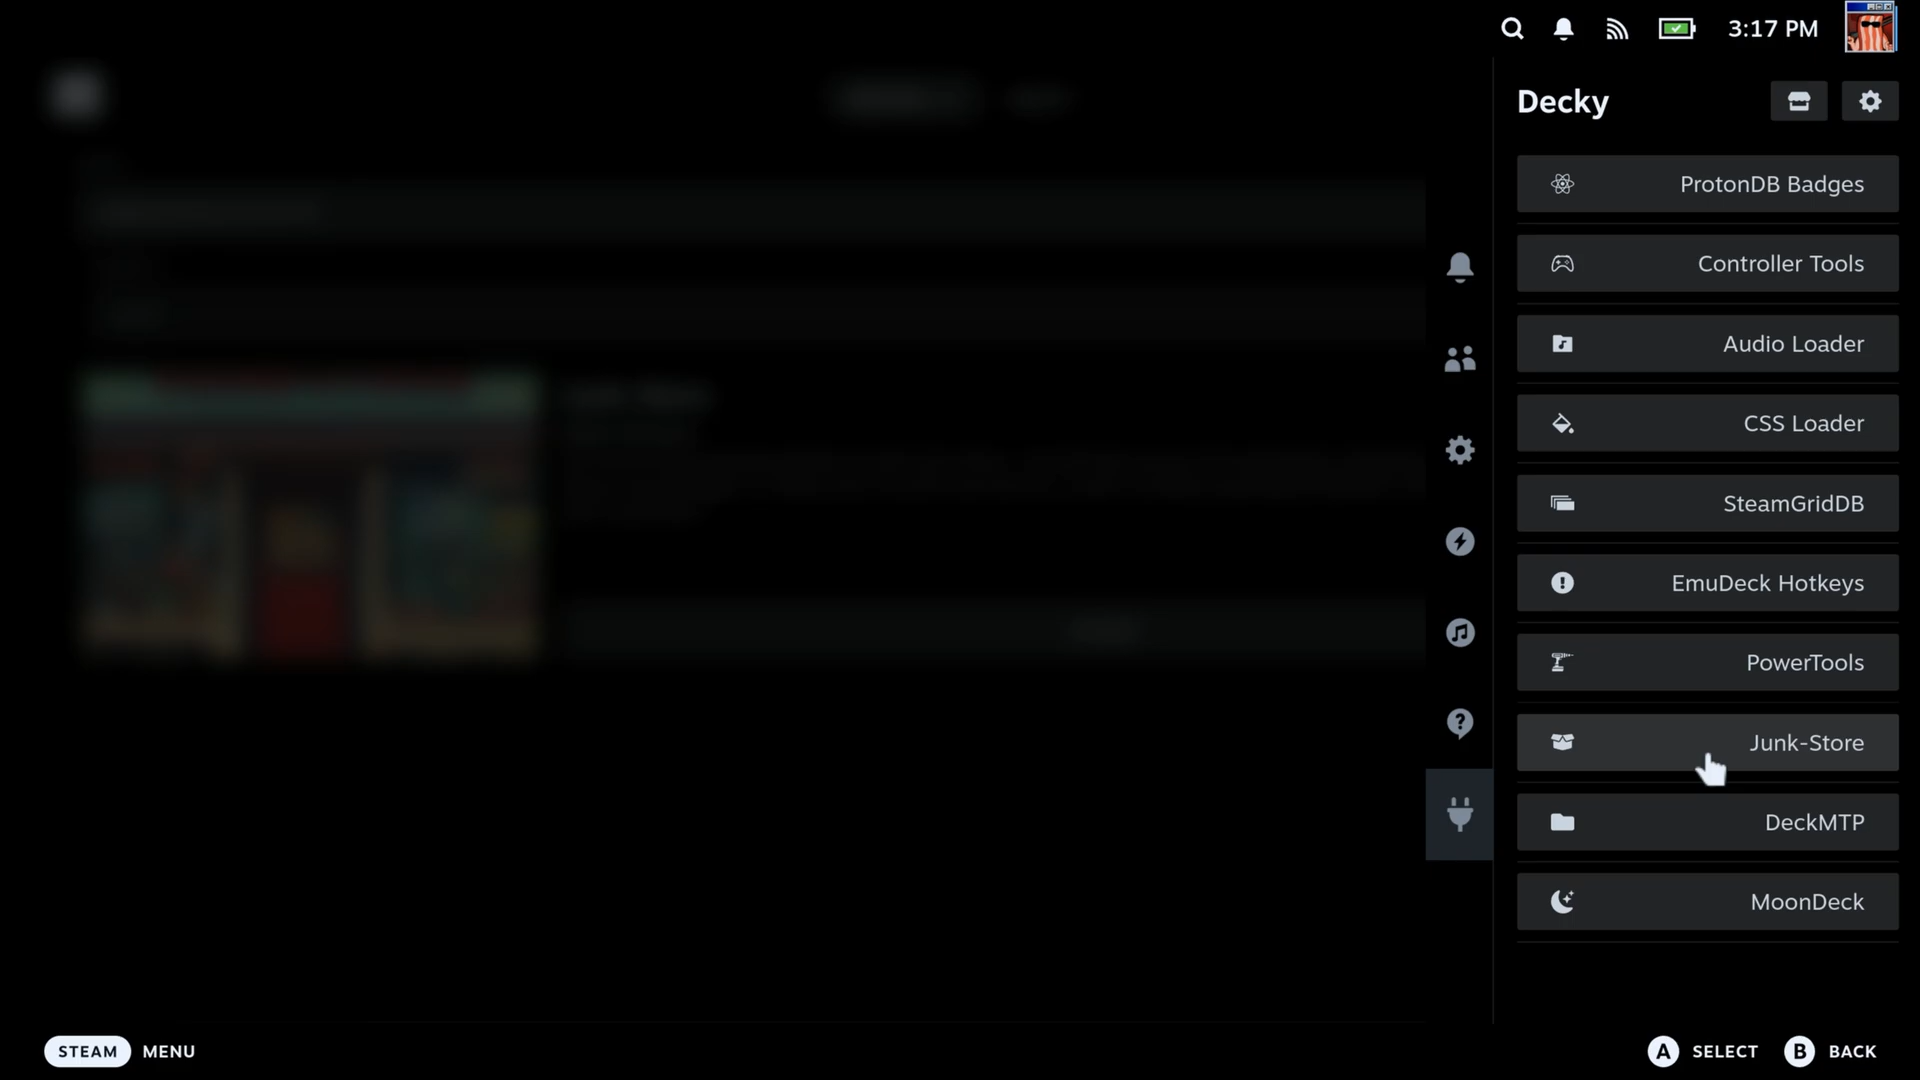 3:17 PM
Decky
ProtonDB Badges
Controller Tools
Audio Loader
CSS Loader
SteamGridDB
EmuDeck Hotkeys
PowerTools
Junk-Store
DeckMTP
MoonDeck
STEAM MENU
A SELECT B BACK